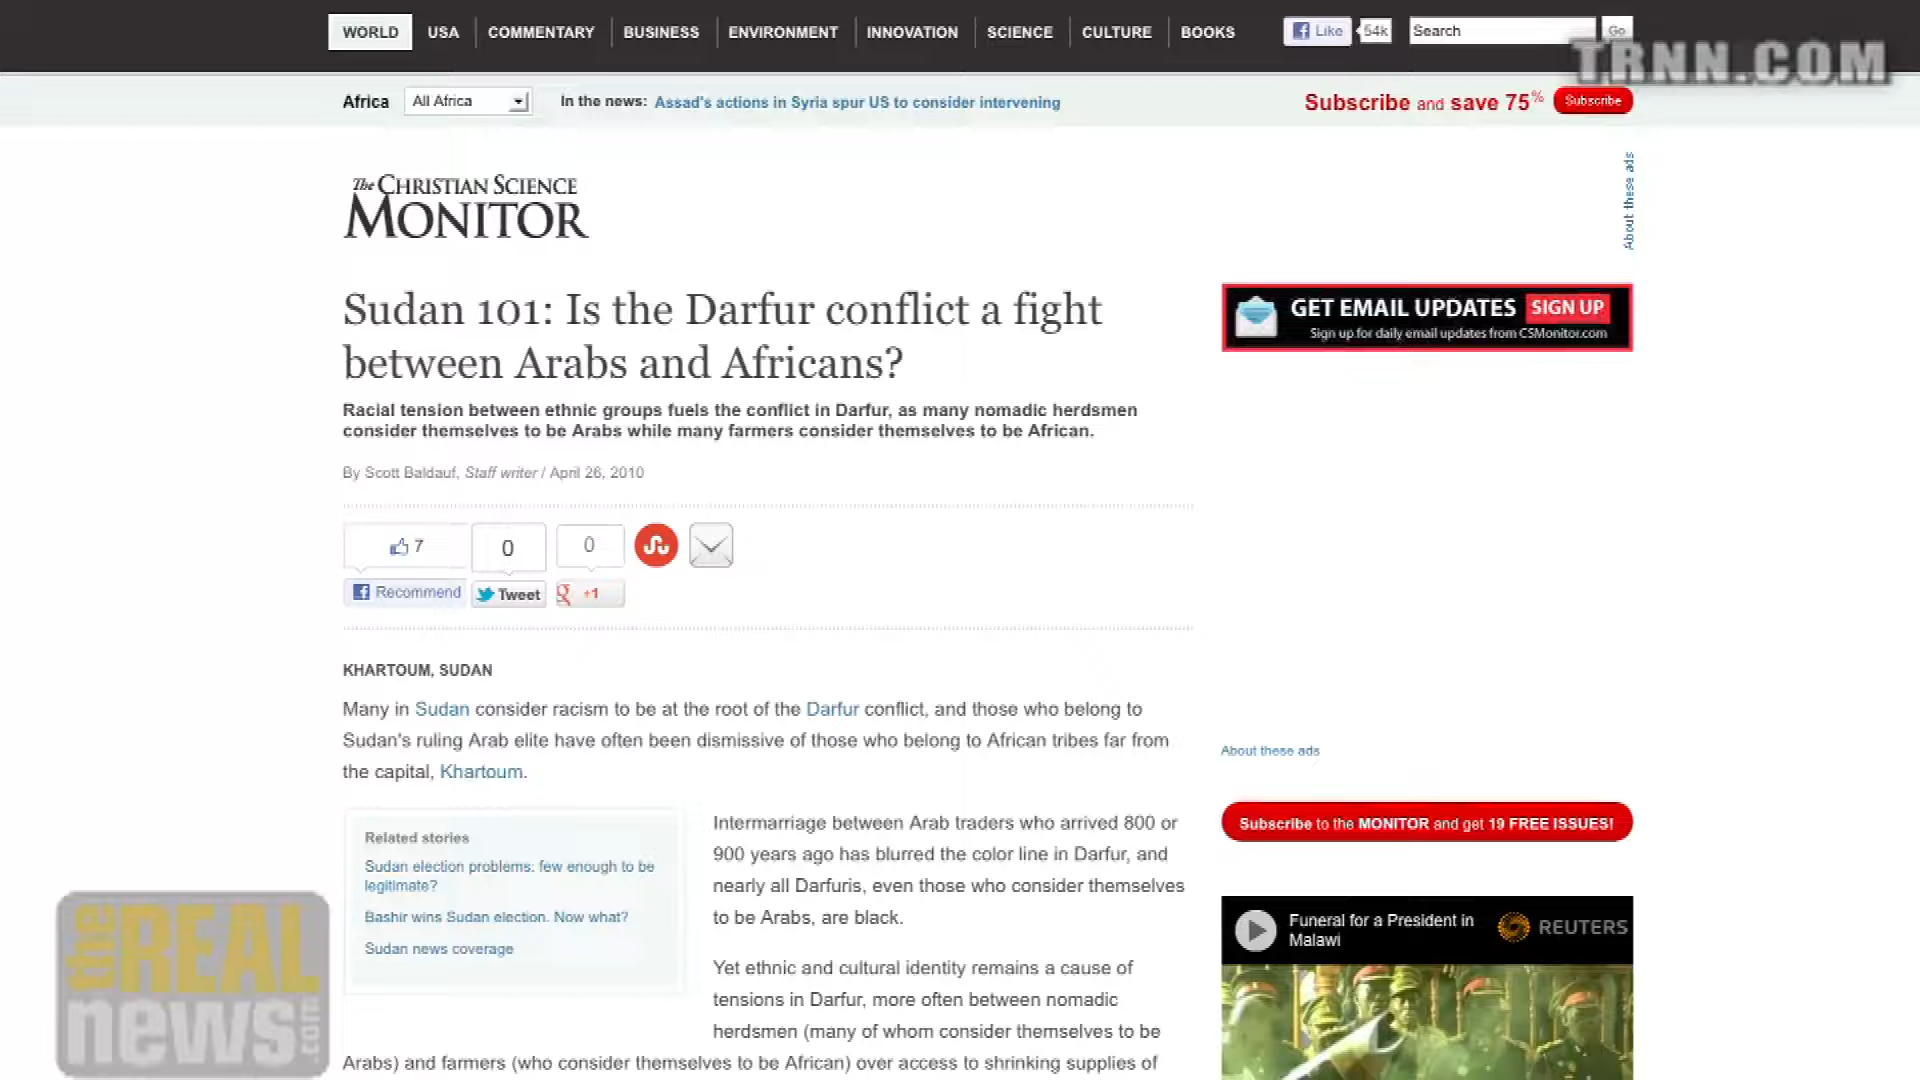 WORLD USA COMMENTARY BUSINESS ENVIRONMENT INNOVATION SCIENCE CULTURE BOOKS Like 54k Search Go
TRNN.COM
Africa All Africa In the news: Assad's actions in Syria spur US to consider intervening Subscribe and save 75% Subscribe
About these ads
The CHRISTIAN SCIENCE
MONITOR
Sudan 101: Is the Darfur conflict a fight
between Arabs and Africans?
GET EMAIL UPDATES SIGN UP
Sign up for daily email updates from CSMonitor.com
Racial tension between ethnic groups fuels the conflict in Darfur, as many nomadic herdsmen
consider themselves to be Arabs while many farmers consider themselves to be African.
By Scott Baldauf, Staff writer / April 26, 2010
7 0 0
Recommend Tweet +1
KHARTOUM, SUDAN
Many in Sudan consider racism to be at the root of the Darfur conflict, and those who belong to
Sudan's ruling Arab elite have often been dismissive of those who belong to African tribes far from
the capital, Khartoum.
About these ads
Related stories
Sudan election problems: few enough to be
legitimate?
Bashir wins Sudan election. Now what?
Sudan news coverage
Intermarriage between Arab traders who arrived 800 or
900 years ago has blurred the color line in Darfur, and
nearly all Darfuris, even those who consider themselves
to be Arabs, are black.
Yet ethnic and cultural identity remains a cause of
tensions in Darfur, more often between nomadic
herdsmen (many of whom consider themselves to be
Arabs) and farmers (who consider themselves to be African) over access to shrinking supplies of
Subscribe to the MONITOR and get 19 FREE ISSUES!
Funeral for a President in
Malawi
REUTERS
the REAL
news.com